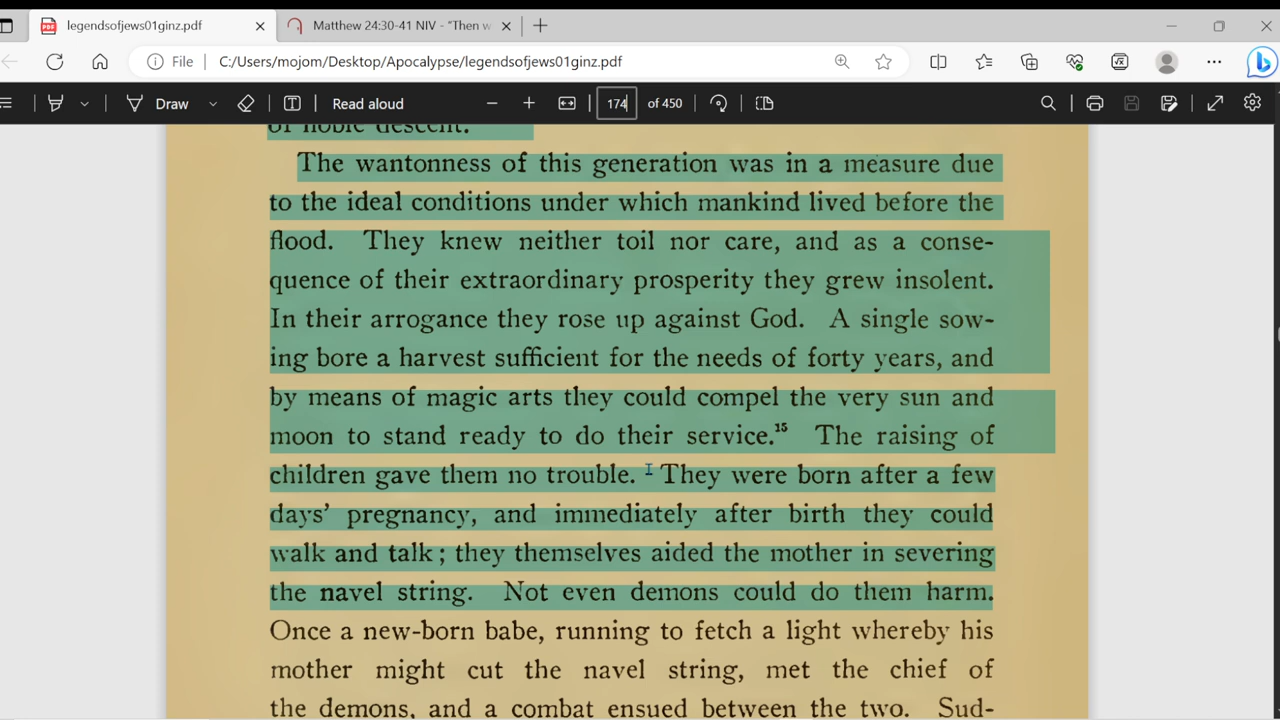 legendsofjews01ginz.pdf
Matthew 24:30-41 NIV - "Then w
File
C:/Users/mojom/Desktop/Apocalypse/legendsofjews01ginz.pdf
Draw
Read aloud
174 of 450
of noble descent.
The wantonness of this generation was in a measure due
to the ideal conditions under which mankind lived before the
flood. They knew neither toil nor care, and as a conse-
quence of their extraordinary prosperity they grew insolent.
In their arrogance they rose up against God. A single sow-
ing bore a harvest sufficient for the needs of forty years, and
by means of magic arts they could compel the very sun and
moon to stand ready to do their service.¹⁵ The raising of
children gave them no trouble. They were born after a few
days' pregnancy, and immediately after birth they could
walk and talk; they themselves aided the mother in severing
the navel string. Not even demons could do them harm.
Once a new-born babe, running to fetch a light whereby his
mother might cut the navel string, met the chief of
the demons, and a combat ensued between the two. Sud-